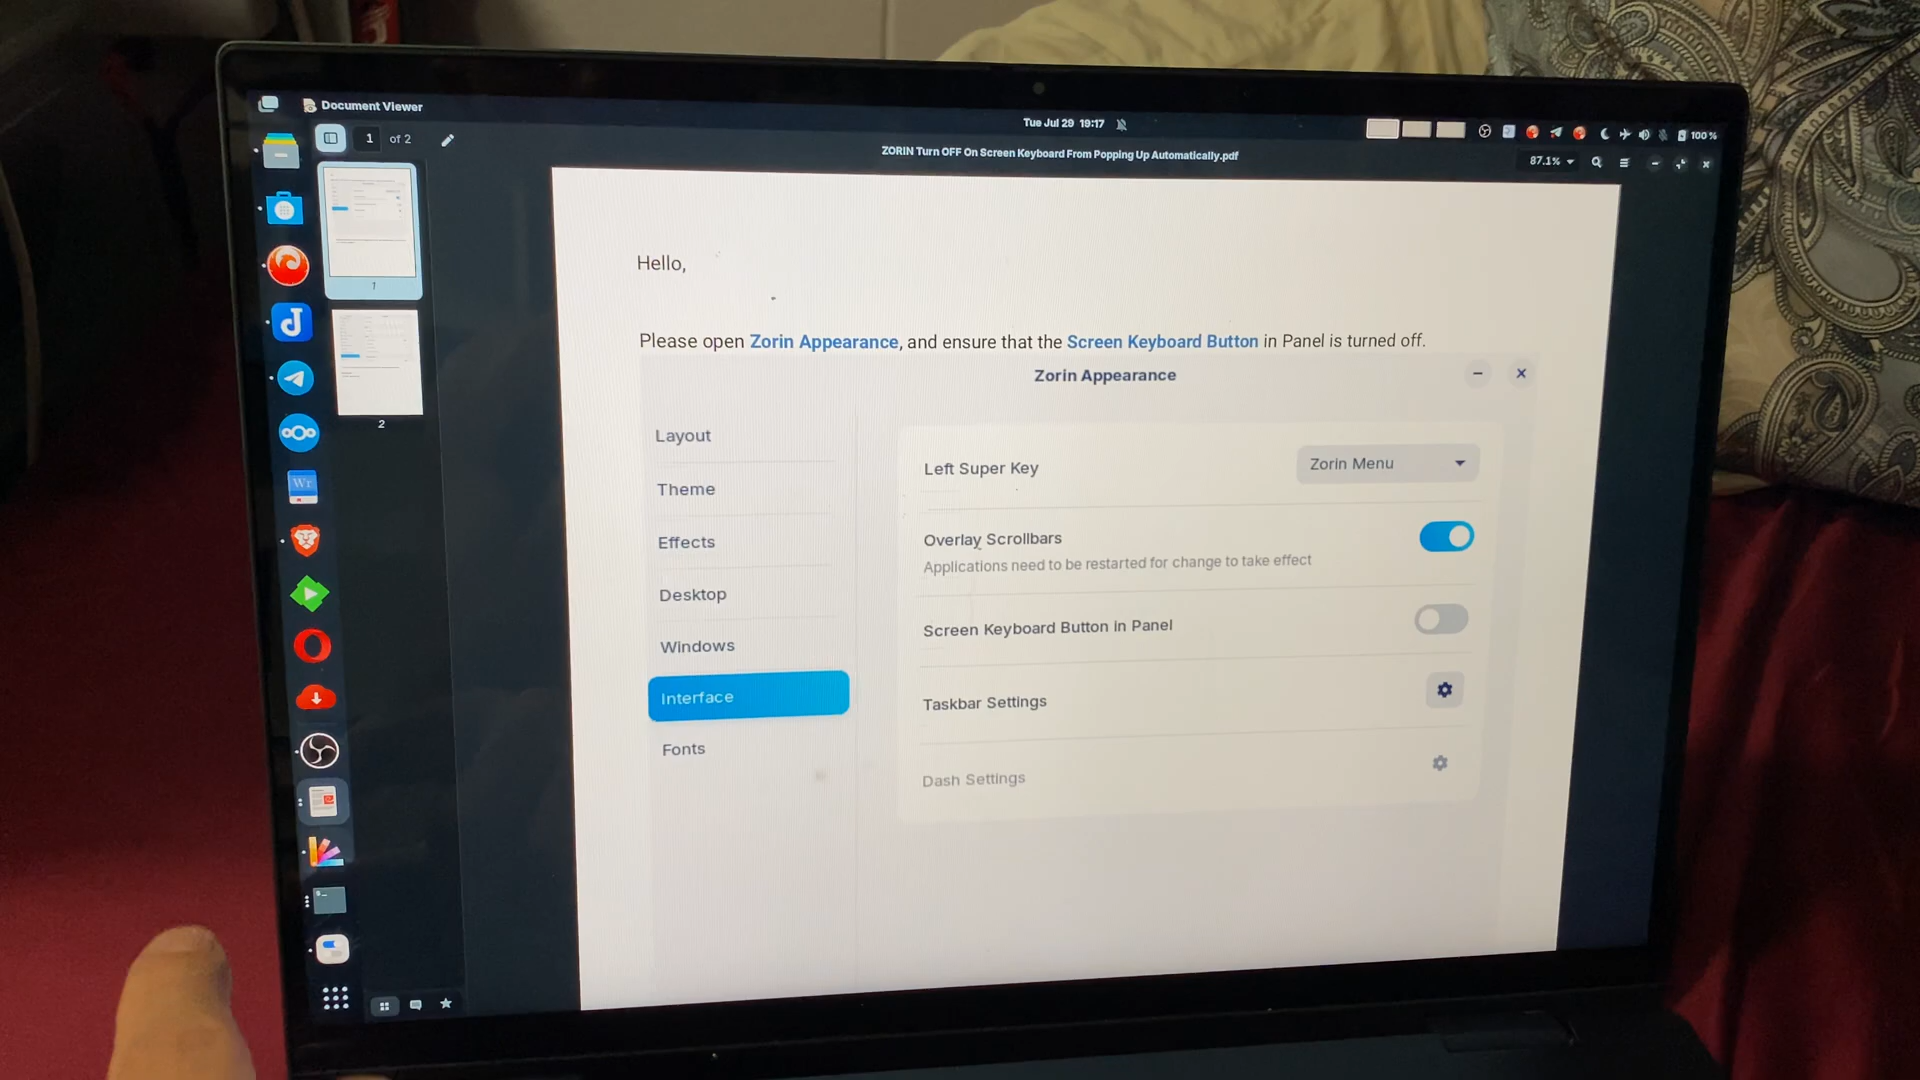 Document Viewer
Tue Jul 29 19:17
100 %
1 of 2
ZORIN Turn OFF On Screen Keyboard From Popping Up Automatically.pdf
87.1%
1
2
Wr
Hello,
Please open Zorin Appearance, and ensure that the Screen Keyboard Button in Panel is turned off.
Zorin Appearance
Layout
Theme
Effects
Desktop
Windows
Interface
Fonts
Left Super Key
Zorin Menu
Overlay Scrollbars
Applications need to be restarted for change to take effect
Screen Keyboard Button in Panel
Taskbar Settings
Dash Settings